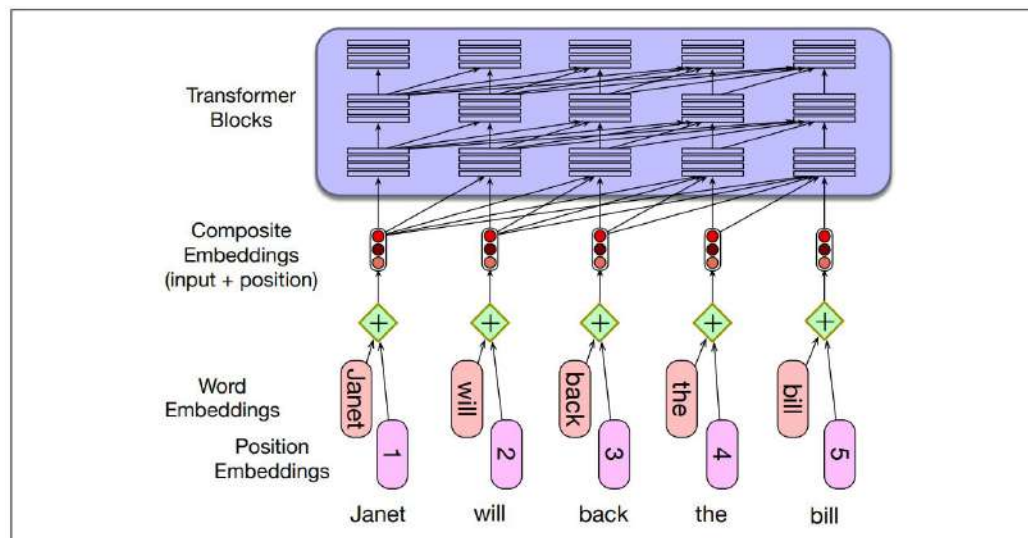 Transformer
Blocks
Composite
Embeddings
(input + position)
+ + + + +
Word
Embeddings
Janet will back the bill
Position
Embeddings
1 2 3 4 5
Janet will back the bill